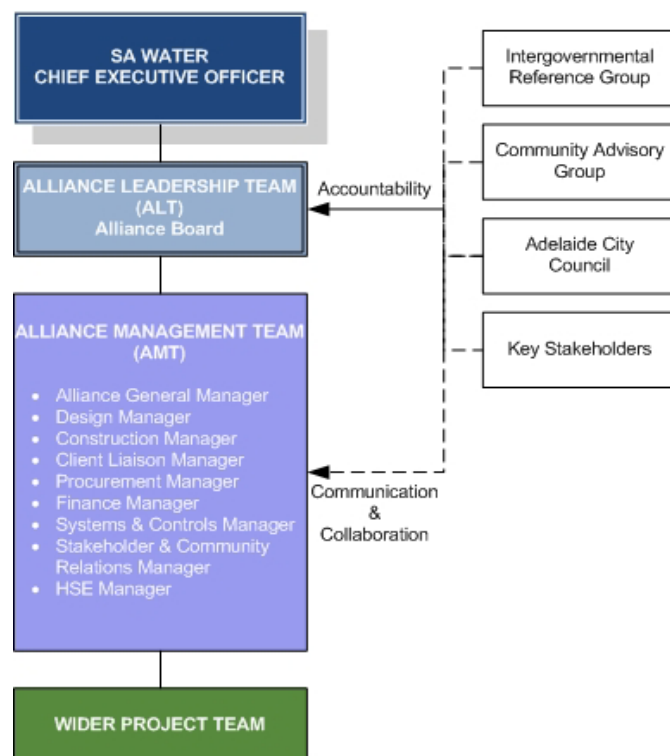 SA WATER
CHIEF EXECUTIVE OFFICER
ALLIANCE LEADERSHIP TEAM
(ALT)
Alliance Board
ALLIANCE MANAGEMENT TEAM
(AMT)
• Alliance General Manager
• Design Manager
• Construction Manager
• Client Liaison Manager
• Procurement Manager
• Finance Manager
• Systems & Controls Manager
• Stakeholder & Community
Relations Manager
• HSE Manager
WIDER PROJECT TEAM
Accountability
Communication
&
Collaboration
Intergovernmental
Reference Group
Community Advisory
Group
Adelaide City
Council
Key Stakeholders